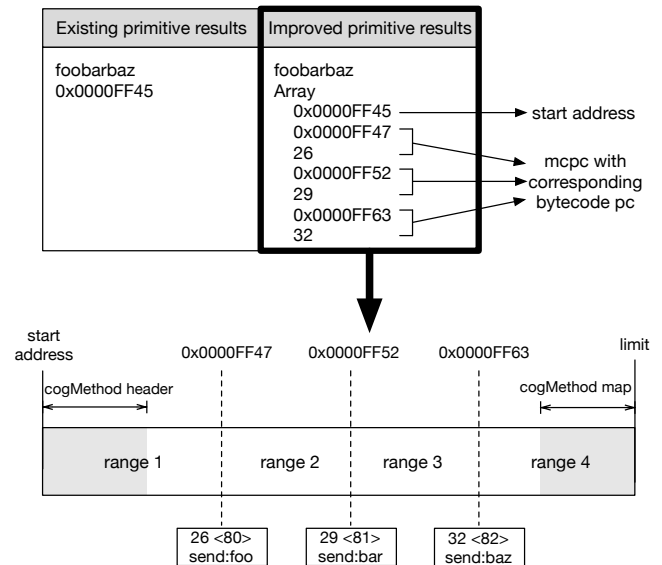 Existing primitive results
Improved primitive results
foobarbaz
0x0000FF45
foobarbaz
Array
0x0000FF45
0x0000FF47
26
0x0000FF52
29
0x0000FF63
32
start address
mcpc with
corresponding
bytecode pc
start
address
0x0000FF47
0x0000FF52
0x0000FF63
limit
cogMethod header
cogMethod map
range 1
range 2
range 3
range 4
26 <80>
send:foo
29 <81>
send:bar
32 <82>
send:baz